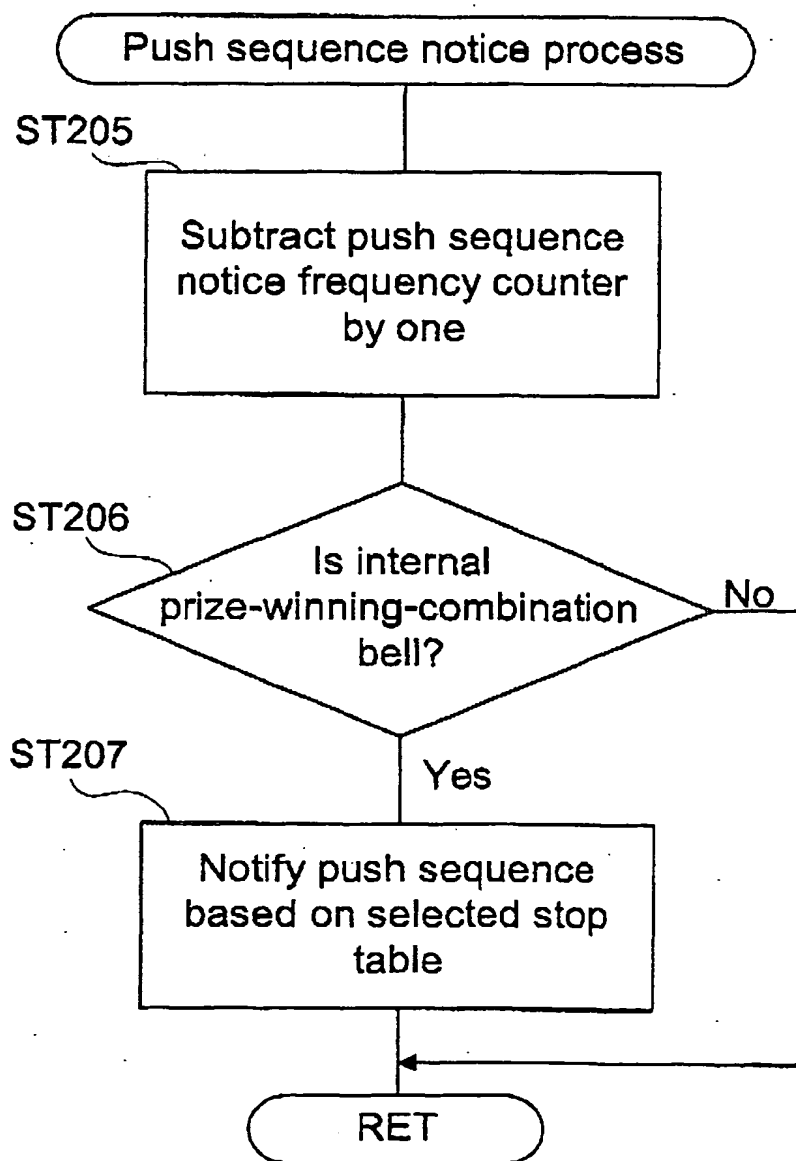 Push sequence notice process
ST205
Subtract push sequence
notice frequency counter
by one
ST206
Is internal
prize-winning-combination
bell?
No
Yes
ST207
Notify push sequence
based on selected stop
table
RET